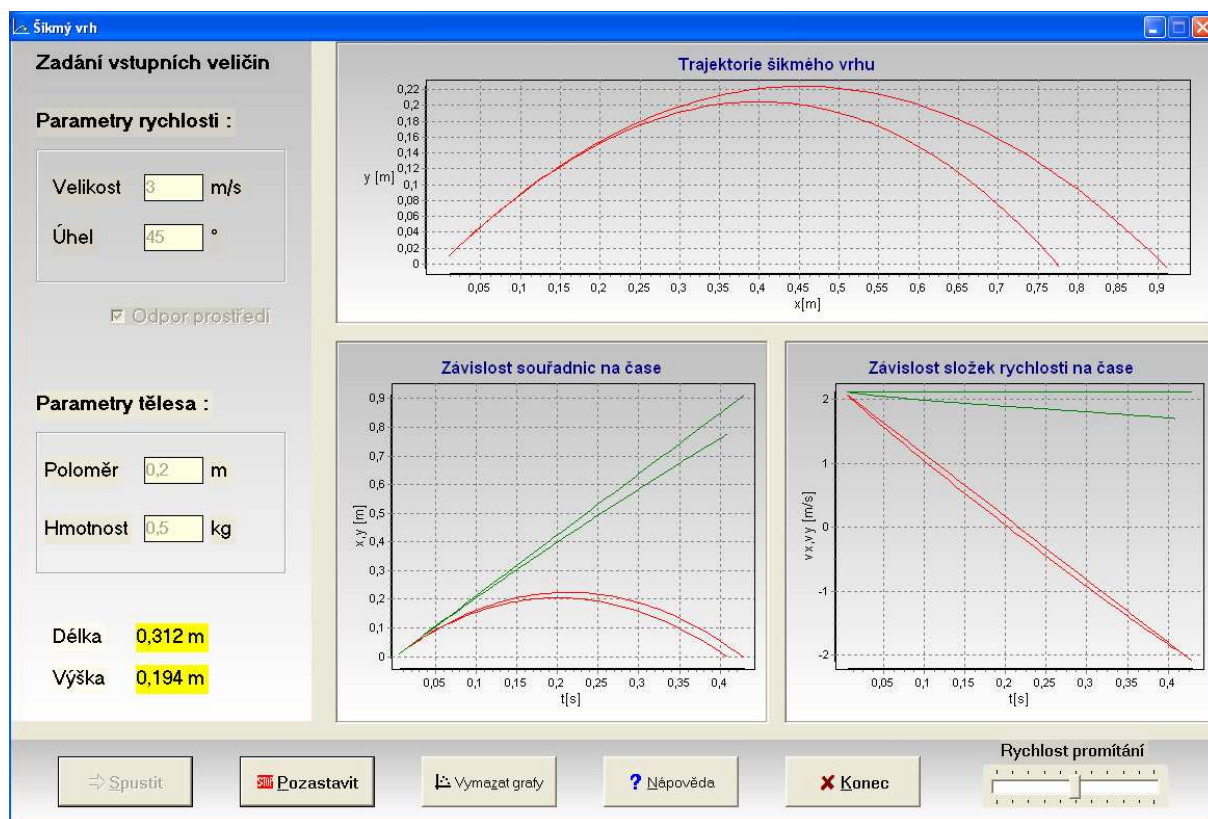 Šikmý vrh
Zadání vstupních veličin
Parametry rychlosti :
Velikost 3 m/s
Úhel 45 °
Odpor prostředí
Parametry tělesa :
Poloměr 0,2 m
Hmotnost 0,5 kg
Délka 0,312 m
Výška 0,194 m
Trajektorie šikmého vrhu
0,22
0,2
0,18
0,16
0,14
0,12
y [m]
0,1
0,08
0,06
0,04
0,02
0
0,05 0,1 0,15 0,2 0,25 0,3 0,35 0,4 0,45 0,5 0,55 0,6 0,65 0,7 0,75 0,8 0,85 0,9
x[m]
Závislost souřadnic na čase
0,9
0,8
0,7
0,6
0,5
0,4
0,3
0,2
0,1
0
x,y [m]
0,05 0,1 0,15 0,2 0,25 0,3 0,35 0,4
t[s]
Závislost složek rychlosti na čase
2
1
0
-1
-2
vx,vy [m/s]
0,05 0,1 0,15 0,2 0,25 0,3 0,35 0,4
t[s]
Spustit
STOP Pozastavit
Vymazat grafy
? Nápověda
Konec
Rychlost promítání